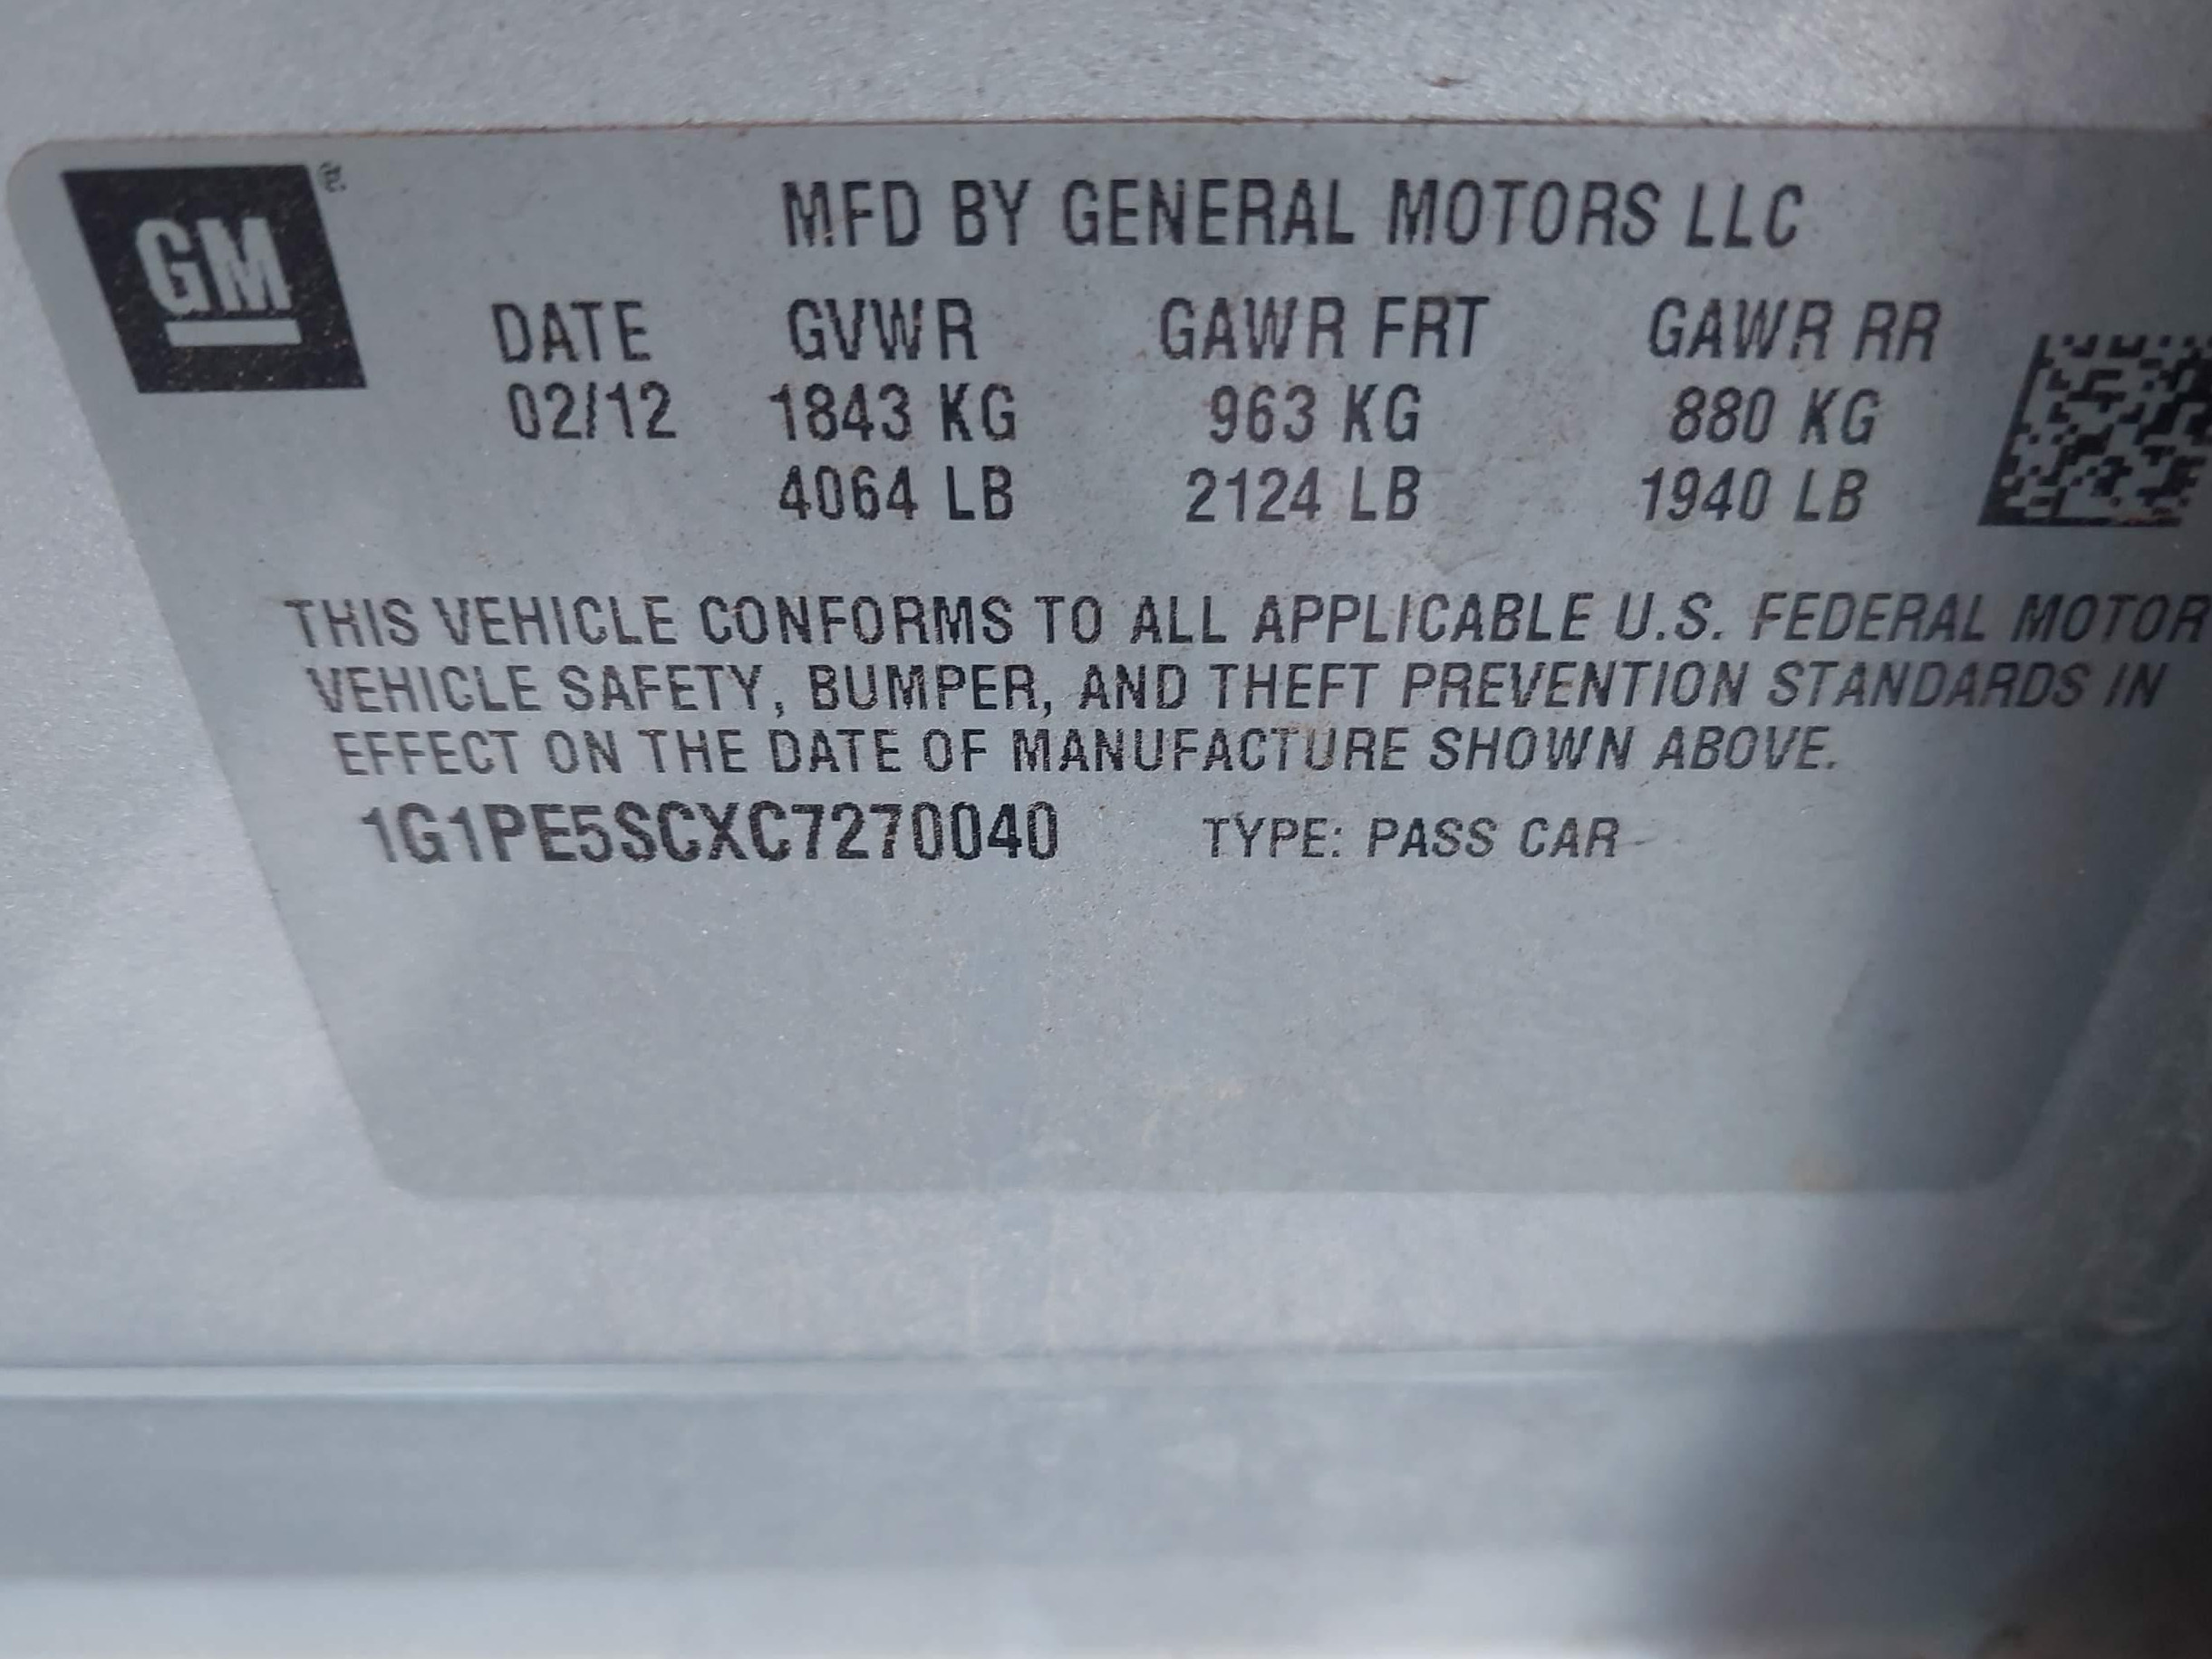 GM
MFD BY GENERAL MOTORS LLC
DATE GVWR GAWR FRT GAWR RR
02/12 1843 KG 963 KG 880 KG
4064 LB 2124 LB 1940 LB
THIS VEHICLE CONFORMS TO ALL APPLICABLE U.S. FEDERAL MOTOR
VEHICLE SAFETY, BUMPER, AND THEFT PREVENTION STANDARDS IN
EFFECT ON THE DATE OF MANUFACTURE SHOWN ABOVE.
1G1PE5SCXC7270040 TYPE: PASS CAR